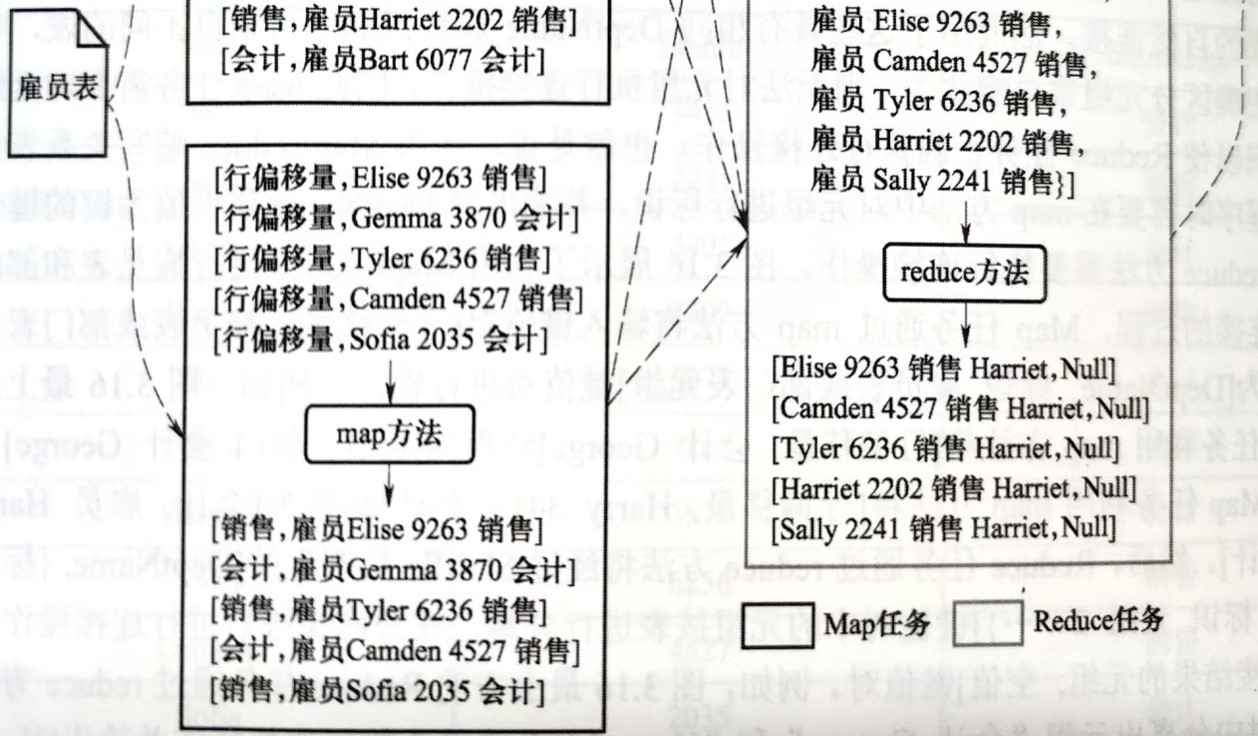 雇员表
[销售,雇员Harriet 2202 销售]
[会计,雇员Bart 6077 会计]
[行偏移量,Elise 9263 销售]
[行偏移量,Gemma 3870 会计]
[行偏移量,Tyler 6236 销售]
[行偏移量,Camden 4527 销售]
[行偏移量,Sofia 2035 会计]
map方法
[销售,雇员Elise 9263 销售]
[会计,雇员Gemma 3870 会计]
[销售,雇员Tyler 6236 销售]
[会计,雇员Camden 4527 销售]
[销售,雇员Sofia 2035 会计]
雇员 Elise 9263 销售,
雇员 Camden 4527 销售,
雇员 Tyler 6236 销售,
雇员 Harriet 2202 销售,
雇员 Sally 2241 销售}]
reduce方法
[Elise 9263 销售 Harriet,Null]
[Camden 4527 销售 Harriet,Null]
[Tyler 6236 销售 Harriet,Null]
[Harriet 2202 销售 Harriet,Null]
[Sally 2241 销售 Harriet,Null]
Map任务
Reduce任务